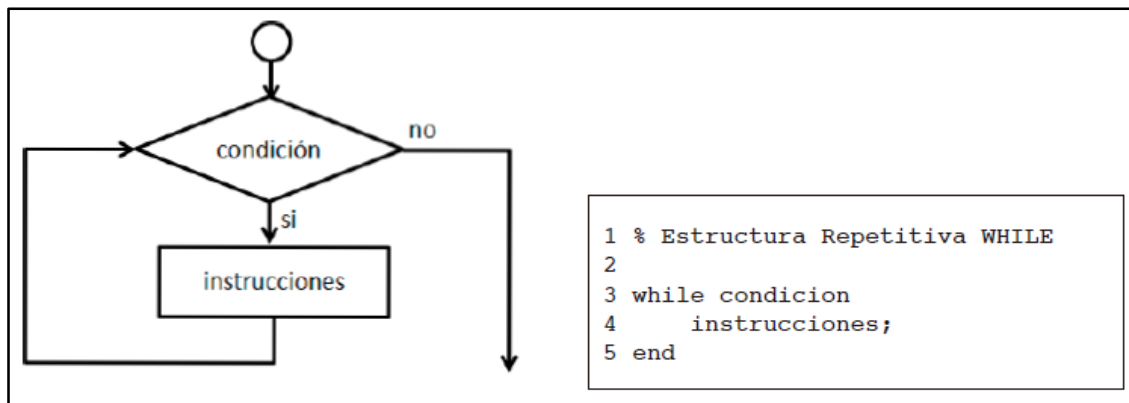 condición
no
si
instrucciones
1 % Estructura Repetitiva WHILE
2
3 while condicion
4     instrucciones;
5 end